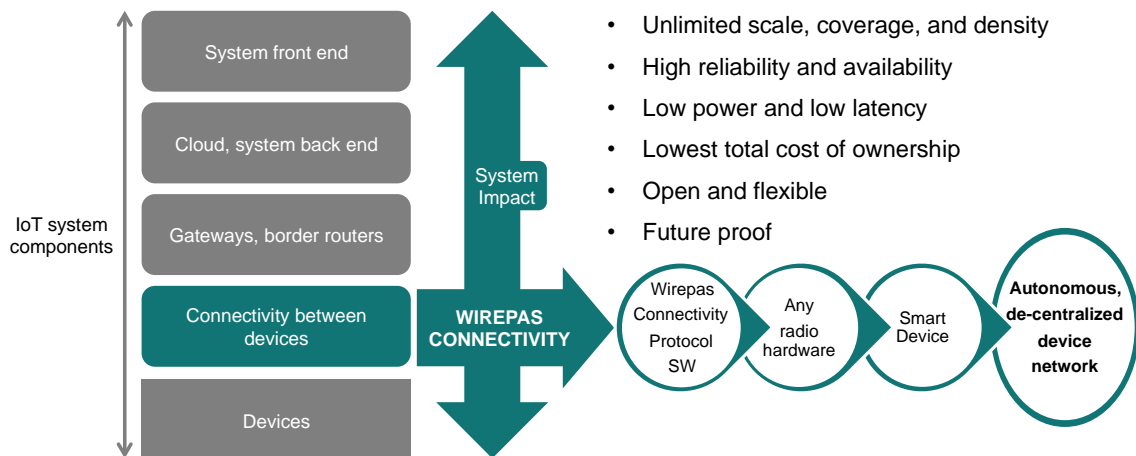 IoT system
components
System front end
Cloud, system back end
Gateways, border routers
Connectivity between
devices
Devices
System
Impact
WIREPAS
CONNECTIVITY
• Unlimited scale, coverage, and density
• High reliability and availability
• Low power and low latency
• Lowest total cost of ownership
• Open and flexible
• Future proof
Wirepas
Connectivity
Protocol
SW
Any
radio
hardware
Smart
Device
Autonomous,
de-centralized
device
network